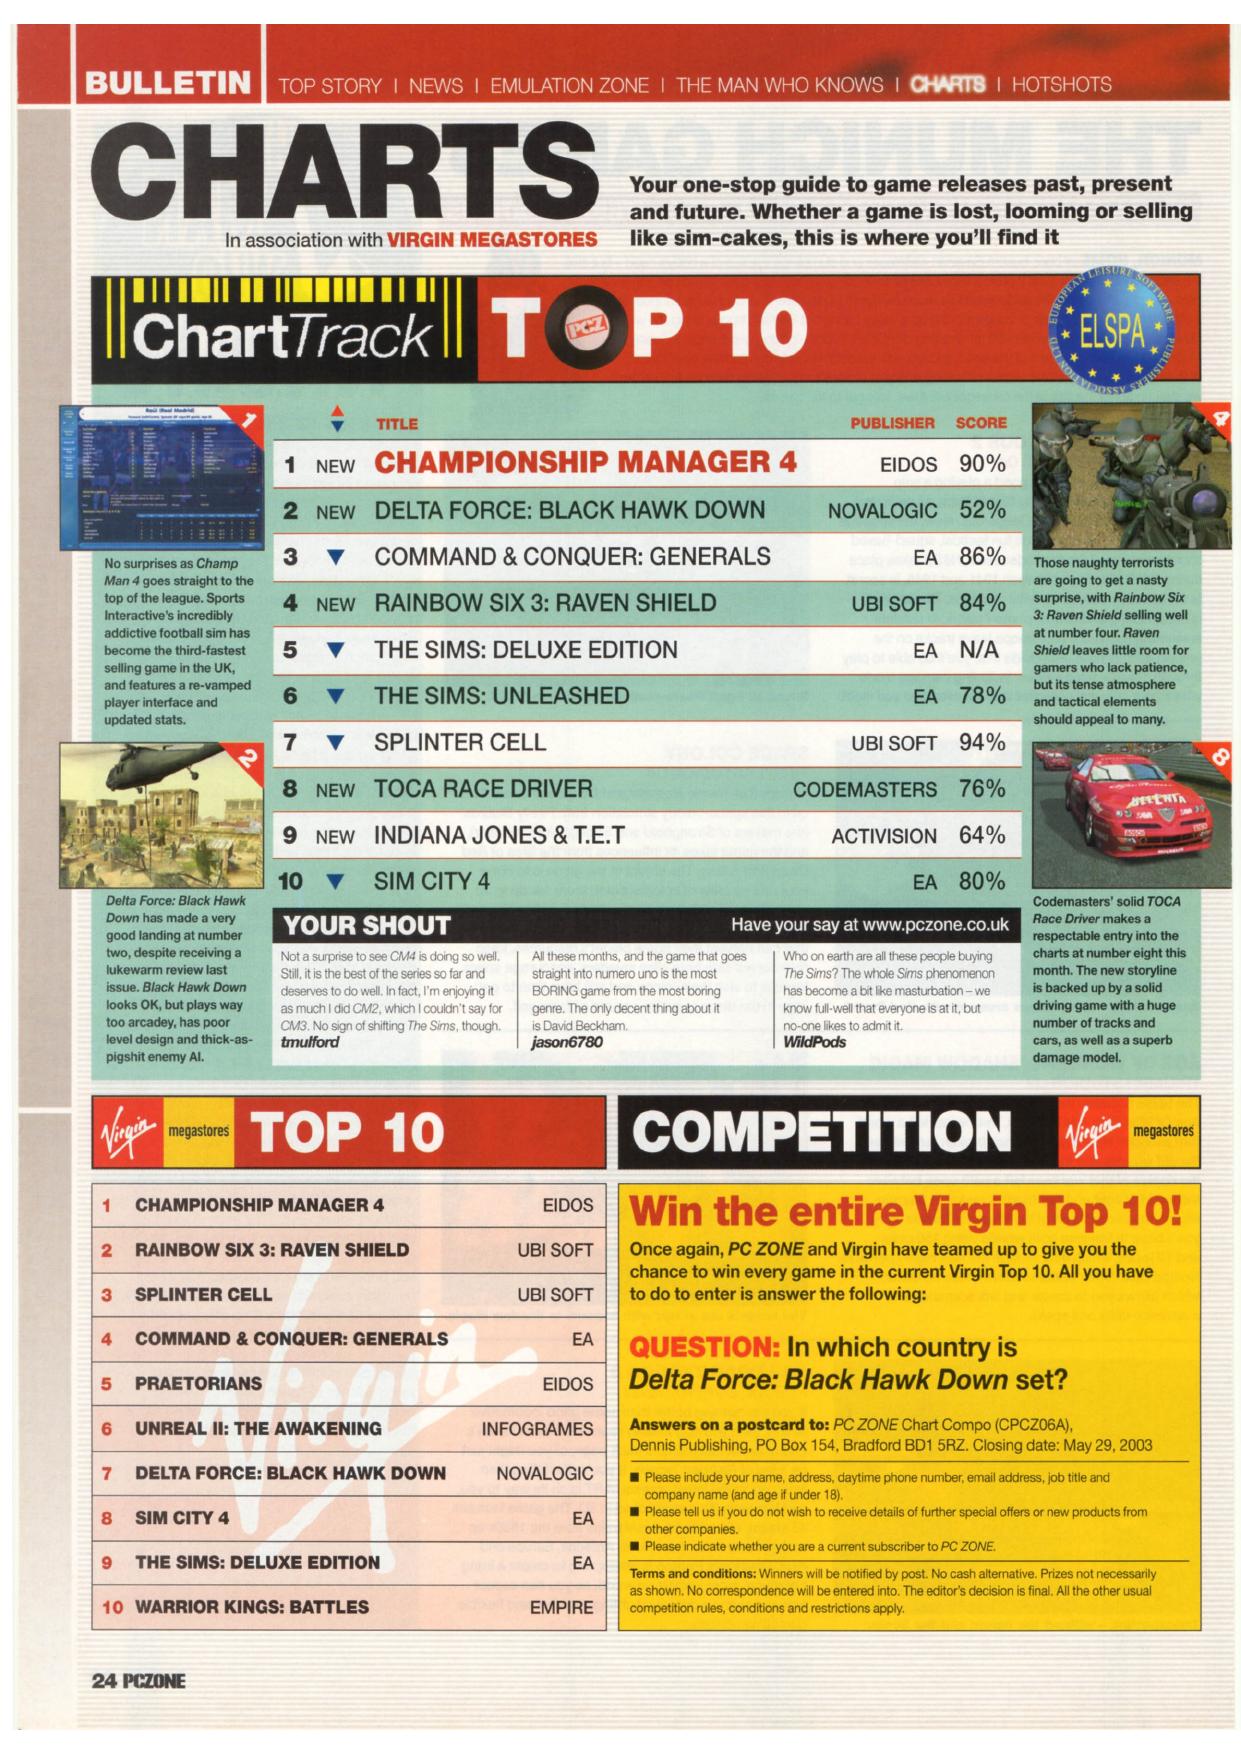 BULLETIN
TOP STORY | NEWS | EMULATION ZONE | THE MAN WHO KNOWS | CHARTS | HOTSHOTS
CHARTS
In association with VIRGIN MEGASTORES
Your one-stop guide to game releases past, present
and future. Whether a game is lost, looming or selling
like sim-cakes, this is where you'll find it
ChartTrack TOP 10
PCZ
EUROPEAN LEISURE SOFTWARE PUBLISHERS ASSOCIATION LTD
ELSPA
Raúl (Real Madrid)
1
No surprises as Champ
Man 4 goes straight to the
top of the league. Sports
Interactive's incredibly
addictive football sim has
become the third-fastest
selling game in the UK,
and features a re-vamped
player interface and
updated stats.
2
Delta Force: Black Hawk
Down has made a very
good landing at number
two, despite receiving a
lukewarm review last
issue. Black Hawk Down
looks OK, but plays way
too arcadey, has poor
level design and thick-as-
pigshit enemy AI.
TITLE PUBLISHER SCORE
1 NEW CHAMPIONSHIP MANAGER 4 EIDOS 90%
2 NEW DELTA FORCE: BLACK HAWK DOWN NOVALOGIC 52%
3 ▼ COMMAND & CONQUER: GENERALS EA 86%
4 NEW RAINBOW SIX 3: RAVEN SHIELD UBI SOFT 84%
5 ▼ THE SIMS: DELUXE EDITION EA N/A
6 ▼ THE SIMS: UNLEASHED EA 78%
7 ▼ SPLINTER CELL UBI SOFT 94%
8 NEW TOCA RACE DRIVER CODEMASTERS 76%
9 NEW INDIANA JONES & T.E.T ACTIVISION 64%
10 ▼ SIM CITY 4 EA 80%
4
Those naughty terrorists
are going to get a nasty
surprise, with Rainbow Six
3: Raven Shield selling well
at number four. Raven
Shield leaves little room for
gamers who lack patience,
but its tense atmosphere
and tactical elements
should appeal to many.
8
Codemasters' solid TOCA
Race Driver makes a
respectable entry into the
charts at number eight this
month. The new storyline
is backed up by a solid
driving game with a huge
number of tracks and
cars, as well as a superb
damage model.
YOUR SHOUT Have your say at www.pczone.co.uk
Not a surprise to see CM4 is doing so well.
Still, it is the best of the series so far and
deserves to do well. In fact, I'm enjoying it
as much I did CM2, which I couldn't say for
CM3. No sign of shifting The Sims, though.
tmulford
All these months, and the game that goes
straight into numero uno is the most
BORING game from the most boring
genre. The only decent thing about it
is David Beckham.
jason6780
Who on earth are all these people buying
The Sims? The whole Sims phenomenon
has become a bit like masturbation – we
know full-well that everyone is at it, but
no-one likes to admit it.
WildPods
Virgin megastores TOP 10
1 CHAMPIONSHIP MANAGER 4 EIDOS
2 RAINBOW SIX 3: RAVEN SHIELD UBI SOFT
3 SPLINTER CELL UBI SOFT
4 COMMAND & CONQUER: GENERALS EA
5 PRAETORIANS EIDOS
6 UNREAL II: THE AWAKENING INFOGRAMES
7 DELTA FORCE: BLACK HAWK DOWN NOVALOGIC
8 SIM CITY 4 EA
9 THE SIMS: DELUXE EDITION EA
10 WARRIOR KINGS: BATTLES EMPIRE
Virgin
COMPETITION Virgin megastores
Win the entire Virgin Top 10!
Once again, PC ZONE and Virgin have teamed up to give you the
chance to win every game in the current Virgin Top 10. All you have
to do to enter is answer the following:
QUESTION: In which country is
Delta Force: Black Hawk Down set?
Answers on a postcard to: PC ZONE Chart Compo (CPCZ06A),
Dennis Publishing, PO Box 154, Bradford BD1 5RZ. Closing date: May 29, 2003
■ Please include your name, address, daytime phone number, email address, job title and
company name (and age if under 18).
■ Please tell us if you do not wish to receive details of further special offers or new products from
other companies.
■ Please indicate whether you are a current subscriber to PC ZONE.
Terms and conditions: Winners will be notified by post. No cash alternative. Prizes not necessarily
as shown. No correspondence will be entered into. The editor's decision is final. All the other usual
competition rules, conditions and restrictions apply.
24 PCZONE